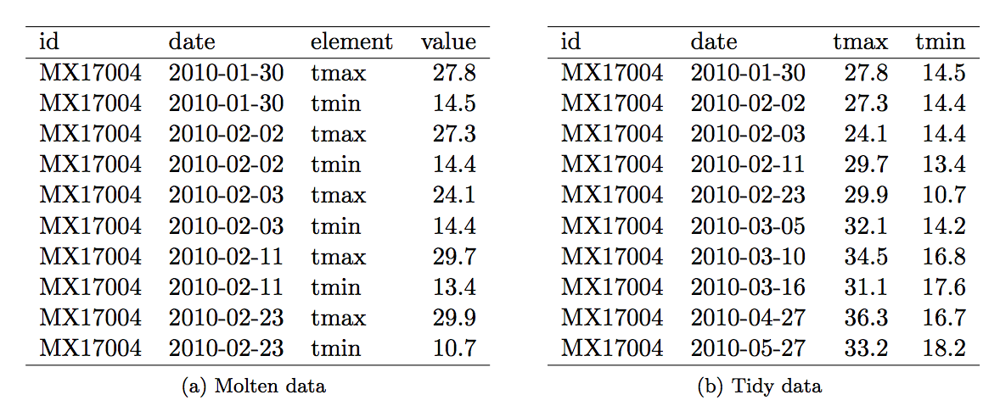 id date element value
MX17004 2010-01-30 tmax 27.8
MX17004 2010-01-30 tmin 14.5
MX17004 2010-02-02 tmax 27.3
MX17004 2010-02-02 tmin 14.4
MX17004 2010-02-03 tmax 24.1
MX17004 2010-02-03 tmin 14.4
MX17004 2010-02-11 tmax 29.7
MX17004 2010-02-11 tmin 13.4
MX17004 2010-02-23 tmax 29.9
MX17004 2010-02-23 tmin 10.7
(a) Molten data
id date tmax tmin
MX17004 2010-01-30 27.8 14.5
MX17004 2010-02-02 27.3 14.4
MX17004 2010-02-03 24.1 14.4
MX17004 2010-02-11 29.7 13.4
MX17004 2010-02-23 29.9 10.7
MX17004 2010-03-05 32.1 14.2
MX17004 2010-03-10 34.5 16.8
MX17004 2010-03-16 31.1 17.6
MX17004 2010-04-27 36.3 16.7
MX17004 2010-05-27 33.2 18.2
(b) Tidy data